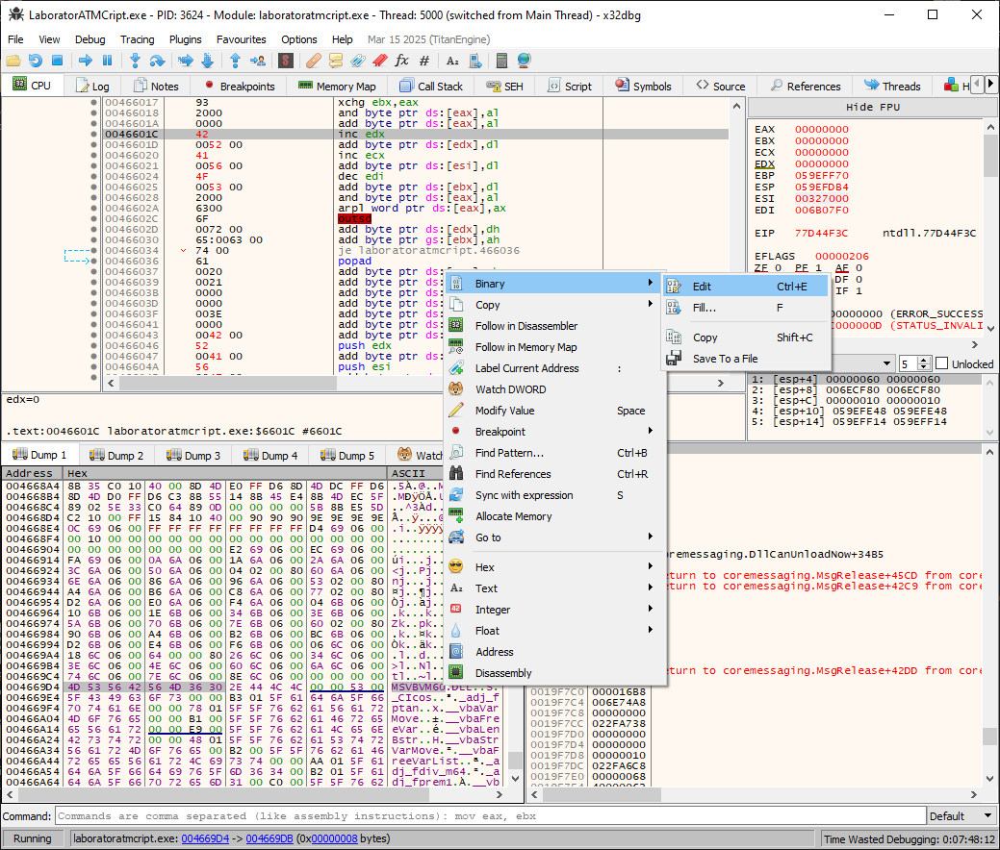 LaboratorATMCript.exe - PID: 3624 - Module: laboratoratmcript.exe - Thread: 5000 (switched from Main Thread) - x32dbg
File View Debug Tracing Plugins Favourites Options Help Mar 15 2025 (TitanEngine)
CPU Log Notes Breakpoints Memory Map Call Stack SEH Script Symbols Source References Threads H
00466017 93 xchg ebx,eax
00466018 2000 and byte ptr ds:[eax],al
0046601A 0000 add byte ptr ds:[eax],al
0046601C 42 inc edx
0046601D 0052 00 add byte ptr ds:[edx],dl
00466020 41 inc ecx
00466021 0056 00 add byte ptr ds:[esi],dl
00466024 4F dec edi
00466025 0053 00 add byte ptr ds:[ebx],dl
00466028 2000 and byte ptr ds:[eax],al
0046602A 6300 arpl word ptr ds:[eax],ax
0046602C 6F outsd
0046602D 0072 00 add byte ptr ds:[edx],dh
00466030 65:0063 00 add byte ptr gs:[ebx],ah
00466034 74 00 je laboratoratmcript.466036
00466036 61 popad
00466037 0020 add byte ptr ds:
00466039 0021 add byte ptr ds:
0046603B 0000 add byte ptr ds:
0046603D 0000 add byte ptr ds:
0046603F 003E add byte ptr ds:
00466041 0000 add byte ptr ds:
00466043 0042 00 add byte ptr ds:
00466046 52 push edx
00466047 0041 00 add byte ptr ds:
0046604A 56 push esi
Hide FPU
EAX 00000000
EBX 00000000
ECX 00000000
EDX 00000000
EBP 059EFF70
ESP 059EFDB4
ESI 00327000
EDI 006B07F0
EIP 77D44F3C ntdll.77D44F3C
EFLAGS 00000206
ZF 0 PF 1 AF 0
DF 0
IF 1
00000000 (ERROR_SUCCESS
C000000D (STATUS_INVALI
5 Unlocked
1: [esp+4] 00000060 00000060
2: [esp+8] 006ECF80 006ECF80
3: [esp+C] 00000010 00000010
4: [esp+10] 059EFE48 059EFE48
5: [esp+14] 059EFF14 059EFF14
edx=0
.text:0046601C laboratoratmcript.exe:$6601C #6601C
Binary
Copy
Follow in Disassembler
Follow in Memory Map
Label Current Address :
Watch DWORD
Modify Value Space
Breakpoint
Find Pattern... Ctrl+B
Find References Ctrl+R
Sync with expression S
Allocate Memory
Go to
Hex
Text
Integer
Float
Address
Disassembly
Edit Ctrl+E
Fill... F
Copy Shift+C
Save To a File
Dump 1 Dump 2 Dump 3 Dump 4 Dump 5 Watch
Address Hex ASCII
004668A4 8B 35 C0 10 40 00 8D 4D E0 FF D6 8D 4D DC FF D6
004668B4 8D 4D D0 FF D6 C3 8B 55 14 8B 45 E4 8B 4D EC 5F
004668C4 89 02 5E 33 C0 64 89 0D 00 00 00 00 5B 8B E5 5D
004668D4 C2 10 00 FF 15 84 10 40 00 90 90 90 9E 9E 9E 9E
004668E4 0C 69 06 00 FF FF FF FF FF FF FF FF D4 69 06 00
004668F4 00 10 00 00 00 00 00 00 00 00 00 00 00 00 00 00
00466904 00 00 00 00 00 00 00 00 E2 69 06 00 EC 69 06 00
00466914 FA 69 06 00 0A 6A 06 00 1A 6A 06 00 2A 6A 06 00
00466924 3C 6A 06 00 50 6A 06 00 04 02 00 80 60 6A 06 00
00466934 6E 6A 06 00 86 6A 06 00 96 6A 06 00 53 02 00 80
00466944 A4 6A 06 00 B6 6A 06 00 C8 6A 06 00 77 02 00 80
00466954 D2 6A 06 00 E0 6A 06 00 F4 6A 06 00 04 6B 06 00
00466964 10 6B 06 00 1E 6B 06 00 34 6B 06 00 3E 6B 06 00
00466974 5A 6B 06 00 70 6B 06 00 7E 6B 06 00 60 02 00 80
00466984 90 6B 06 00 A4 6B 06 00 B2 6B 06 00 BC 6B 06 00
00466994 D2 6B 06 00 E4 6B 06 00 F8 6B 06 00 06 6C 06 00
004669A4 18 6C 06 00 64 00 00 80 26 6C 06 00 34 6C 06 00
004669B4 3E 6C 06 00 4E 6C 06 00 60 6C 06 00 6A 6C 06 00
004669C4 74 6C 06 00 7E 6C 06 00 8E 6C 06 00 00 00 00 00
004669D4 4D 53 56 42 56 4D 36 30 2E 44 4C 4C 00 00 53 00 MSVBVM60.DLL..S.
004669E4 5F 43 49 63 6F 73 00 00 B3 01 5F 61 64 6A 5F 66 _CIcos..³._adj_f
004669F4 70 74 61 6E 00 00 78 01 5F 5F 76 62 61 56 61 72 ptan..x.__vbaVar
00466A04 4D 6F 76 65 00 00 B1 00 5F 5F 76 62 61 46 72 65 Move..±.__vbaFre
00466A14 65 56 61 72 00 00 E9 00 5F 5F 76 62 61 4C 65 6E eVar..é.__vbaLen
00466A24 42 73 74 72 00 00 48 01 5F 5F 76 62 61 53 74 72 Bstr..H.__vbaStr
00466A34 56 61 72 4D 6F 76 65 00 B2 00 5F 5F 76 62 61 46 VarMove.².__vbaF
00466A44 72 65 65 56 61 72 4C 69 73 74 00 00 AA 01 5F 61 reeVarList..ª._a
00466A54 64 6A 5F 66 64 69 76 5F 6D 36 34 00 B2 01 5F 61 dj_fdiv_m64.²._a
00466A64 64 6A 5F 66 70 72 65 6D 31 00 C0 00 5F 5F 76 62 dj_fprem1.À.__vb
oremessaging.DllCanUnloadNow+34B5
eturn to coremessaging.MsgRelease+45CD from core
eturn to coremessaging.MsgRelease+42C9 from core
eturn to coremessaging.MsgRelease+42DD from core
0019F7C0 000016B8
0019F7C4 006E74A8
0019F7C8 00000000
0019F7CC 022FA738
0019F7D0 00000000
0019F7D4 00000000
0019F7D8 00000010
0019F7DC 022FA6C8
0019F7E0 00000068
Command: Commands are comma separated (like assembly instructions): mov eax, ebx Default
Running laboratoratmcript.exe: 004669D4 -> 004669DB (0x00000008 bytes) Time Wasted Debugging: 0:07:48:12